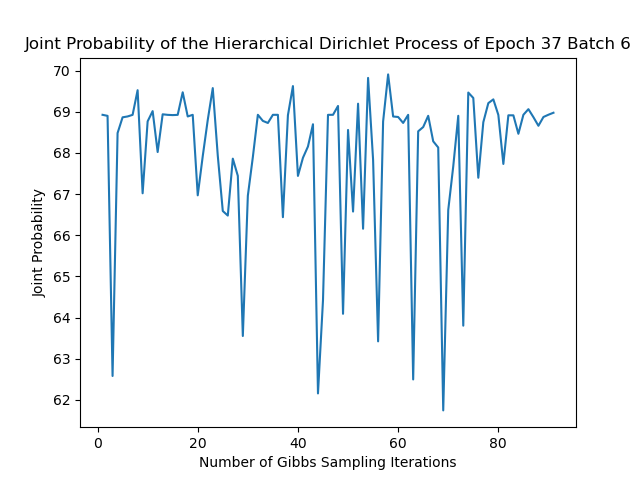 Joint Probability of the Hierarchical Dirichlet Process of Epoch 37 Batch 6
70
69
68
67
66
65
64
63
62
Joint Probability
0 20 40 60 80
Number of Gibbs Sampling Iterations